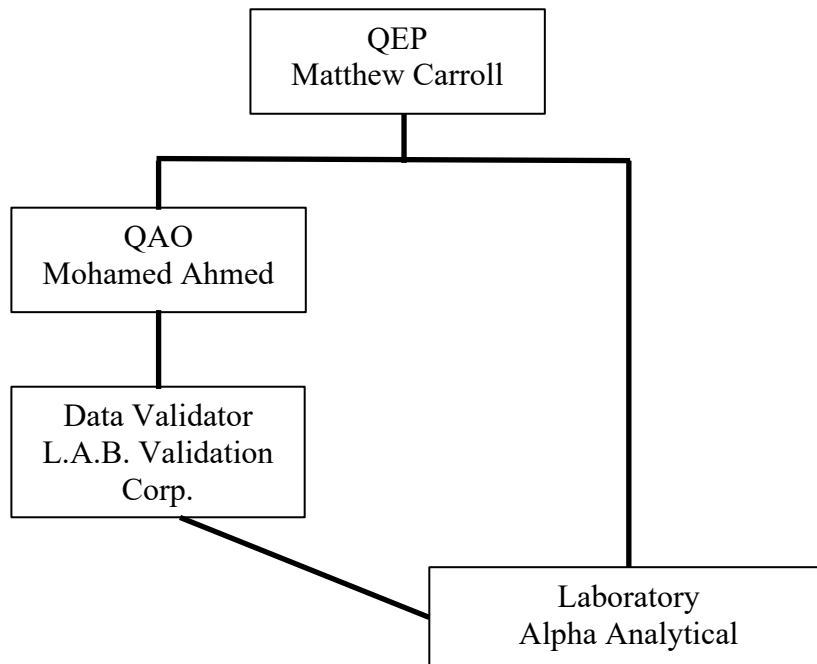 QEP
Matthew Carroll
QAO
Mohamed Ahmed
Data Validator
L.A.B. Validation
Corp.
Laboratory
Alpha Analytical